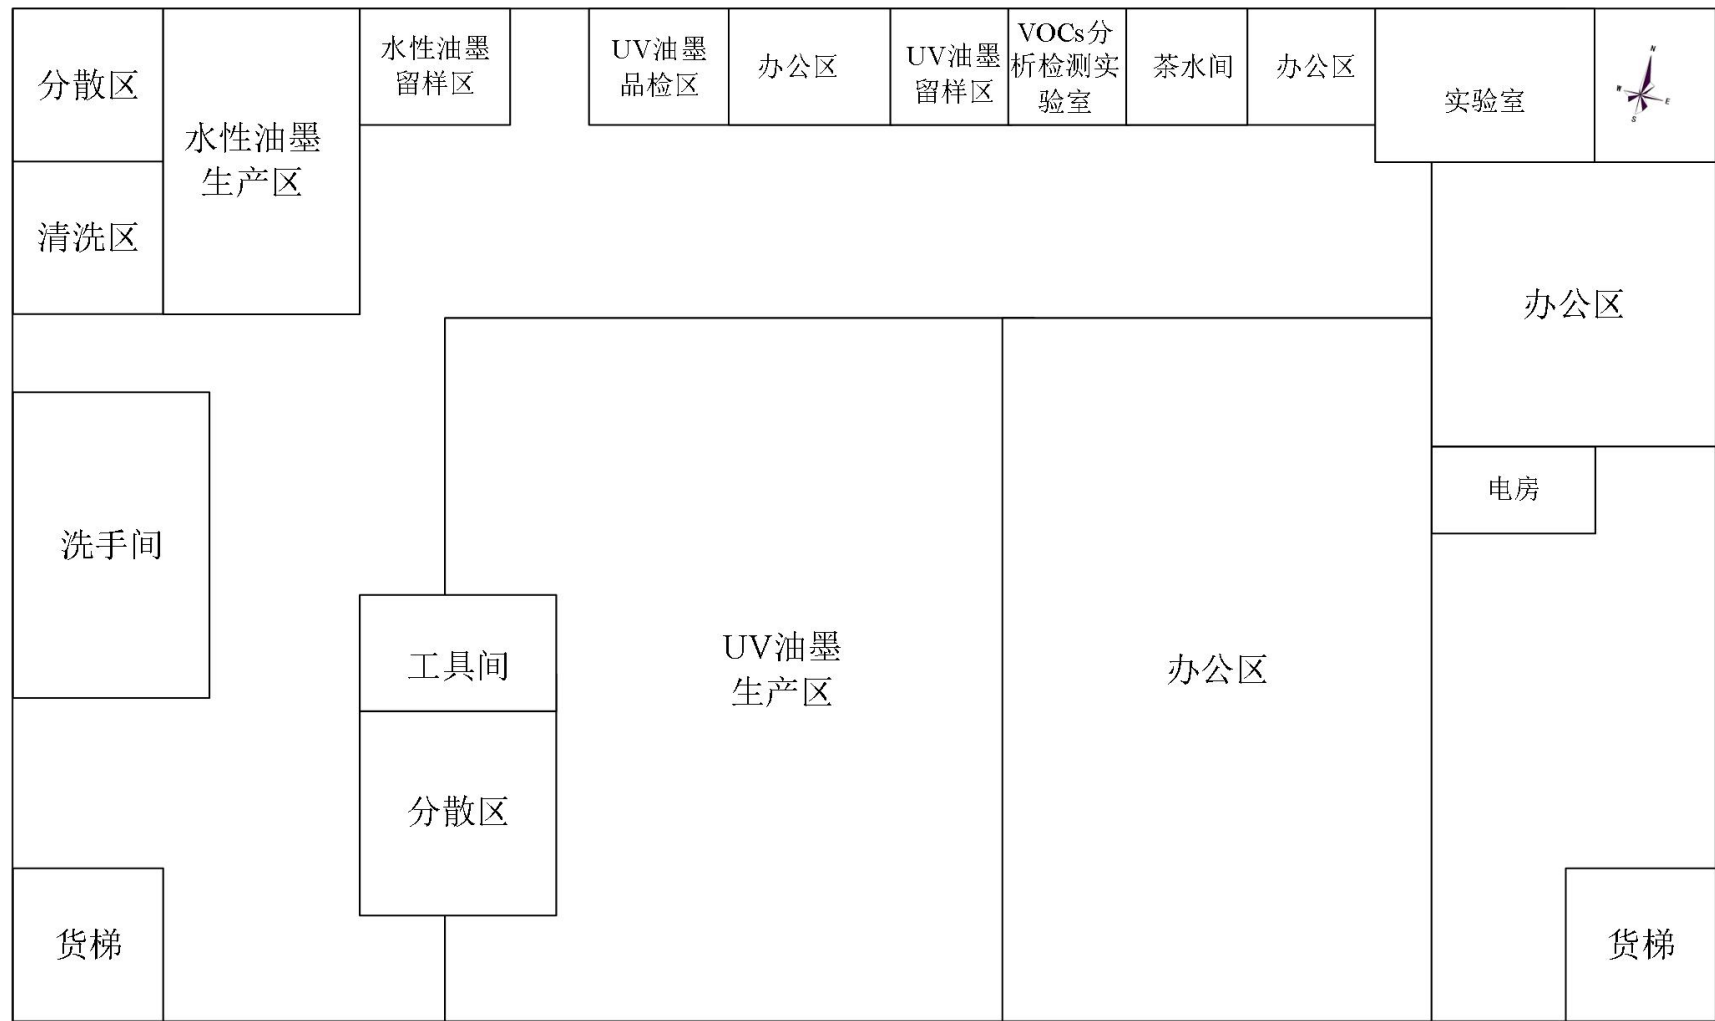 分散区
水性油墨
生产区
水性油墨
留样区
UV油墨
品检区
办公区
UV油墨
留样区
VOCs分
析检测实
验室
茶水间
办公区
实验室
N
W
E
S
清洗区
办公区
电房
洗手间
工具间
UV油墨
生产区
办公区
分散区
货梯
货梯